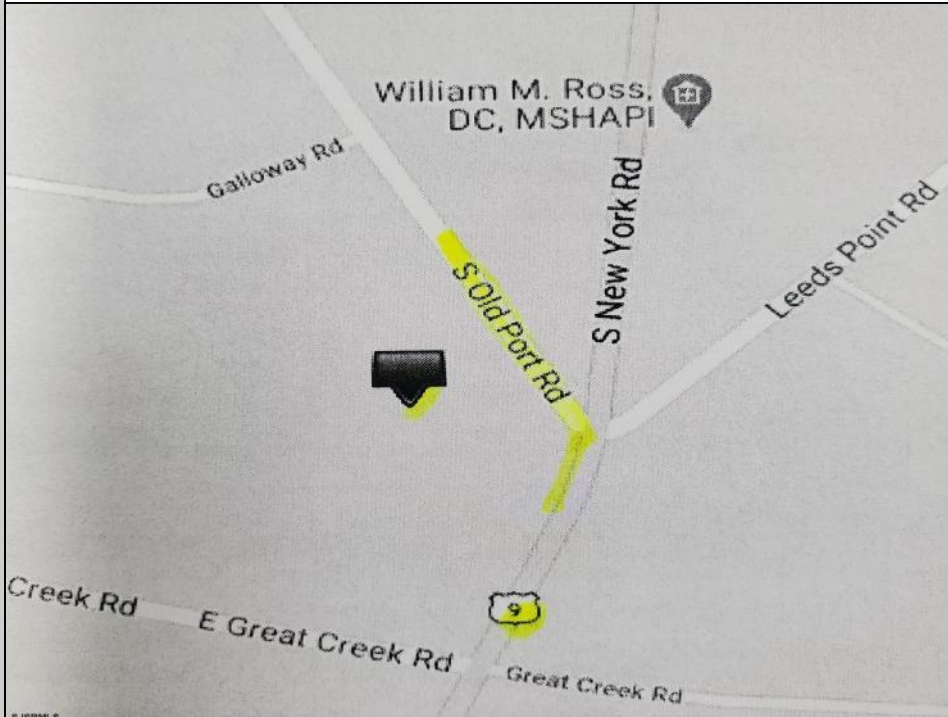 William M. Ross,
DC, MSHAPI
Galloway Rd
S New York Rd
Leeds Point Rd
S Old Port Rd
9
Creek Rd
E Great Creek Rd
Great Creek Rd